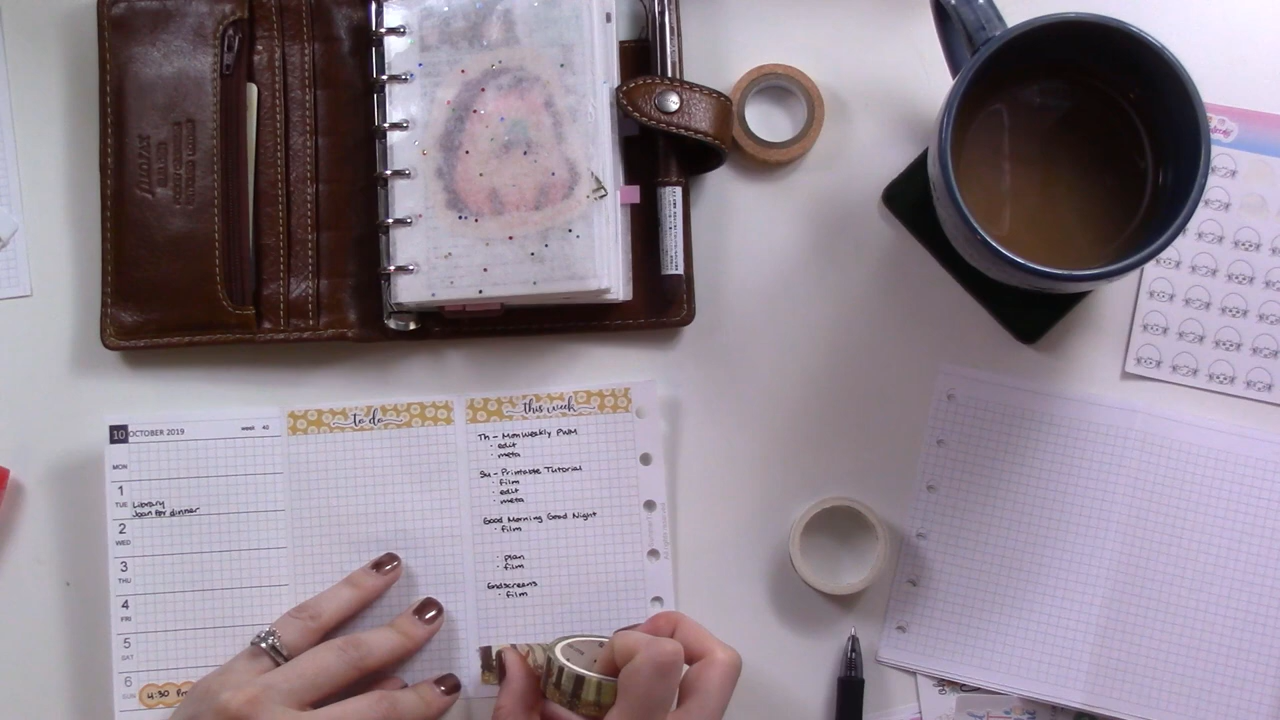 10 OCTOBER 2019 week 40
MON
1
TUE Library
Joan for dinner
2
WED
3
THU
4
FRI
5
SAT
6
SUN 4:30
to do
this week
Th - Mon Weekly PWM
• edit
• meta
Su - Printable Tutorial
• film
• edit
• meta
Good Morning Good Night
• film
• plan
• film
Endscreens
• film